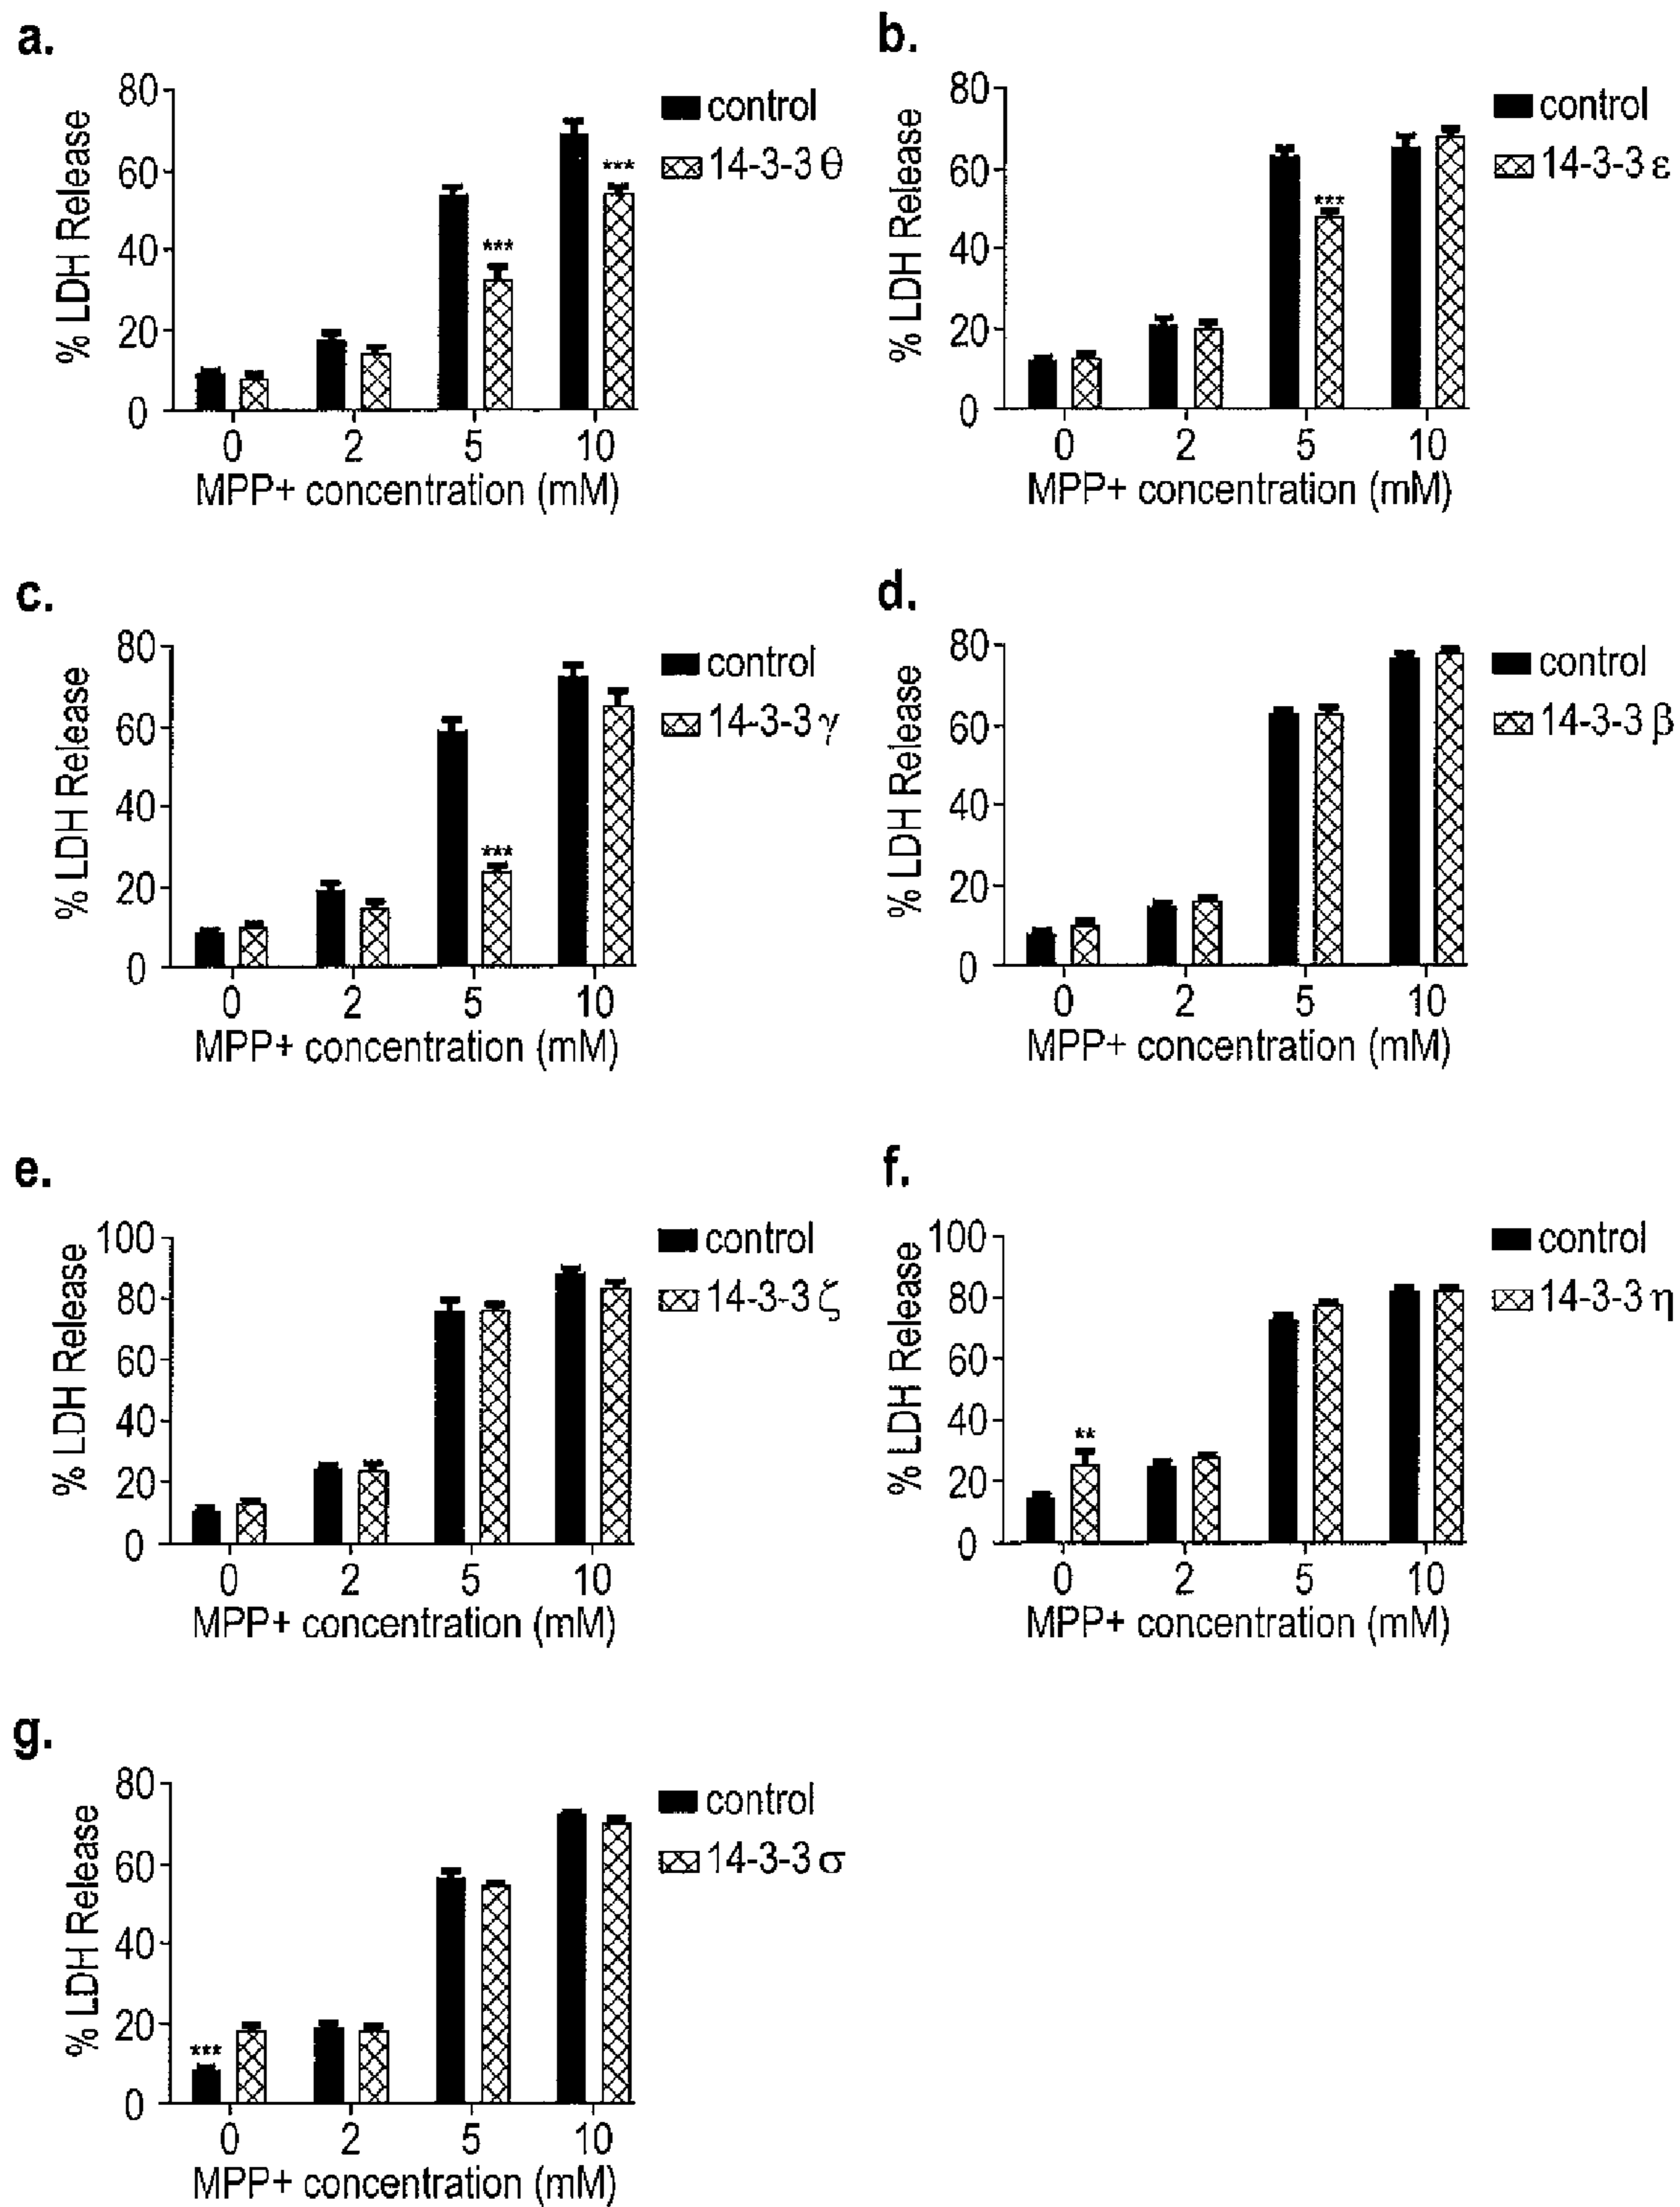 a.
80
60
40
20
0
% LDH Release
***
***
control
14-3-3 θ
0 2 5 10
MPP+ concentration (mM)
b.
80
60
40
20
0
% LDH Release
***
control
14-3-3 ε
0 2 5 10
MPP+ concentration (mM)
c.
80
60
40
20
0
% LDH Release
***
control
14-3-3 γ
0 2 5 10
MPP+ concentration (mM)
d.
80
60
40
20
0
% LDH Release
control
14-3-3 β
0 2 5 10
MPP+ concentration (mM)
e.
100
80
60
40
20
0
% LDH Release
control
14-3-3 ζ
0 2 5 10
MPP+ concentration (mM)
f.
100
80
60
40
20
0
% LDH Release
**
control
14-3-3 η
0 2 5 10
MPP+ concentration (mM)
g.
80
60
40
20
0
% LDH Release
***
control
14-3-3 σ
0 2 5 10
MPP+ concentration (mM)